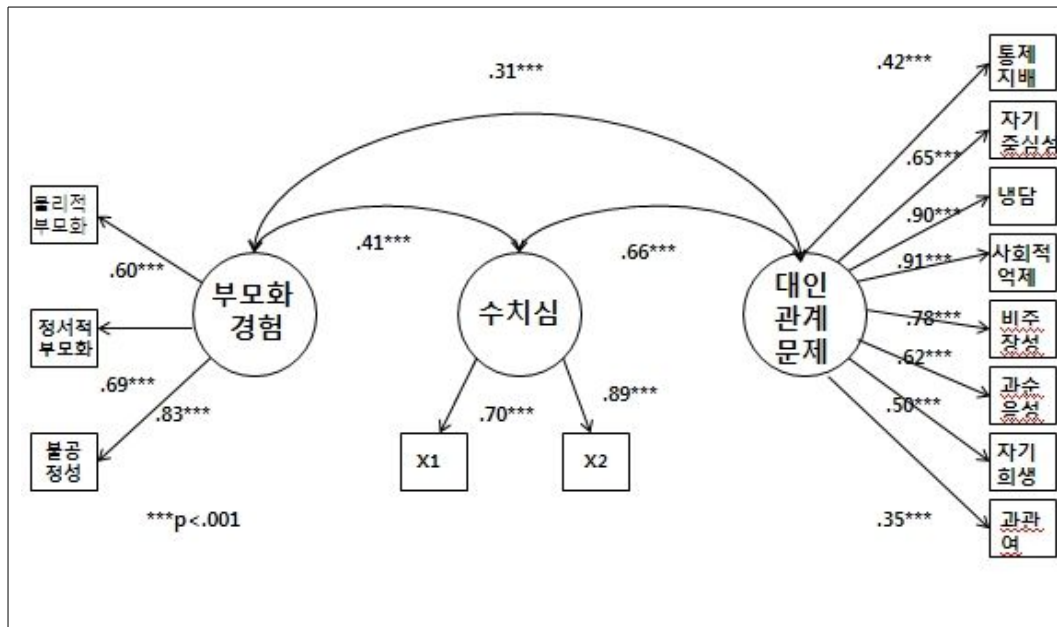 .31***
.42***
통제
지배
자기
중심성
.65***
냉담
.90***
물리적
부모화
.60***
.41***
.66***
.91***
사회적
억제
부모화
경험
수치심
대인
관계
문제
정서적
부모화
.69***
.83***
.78***
비주
장성
.62***
과순
응성
.70***
.89***
.50***
불공
정성
X1
X2
자기
희생
***p<.001
.35***
과관
여